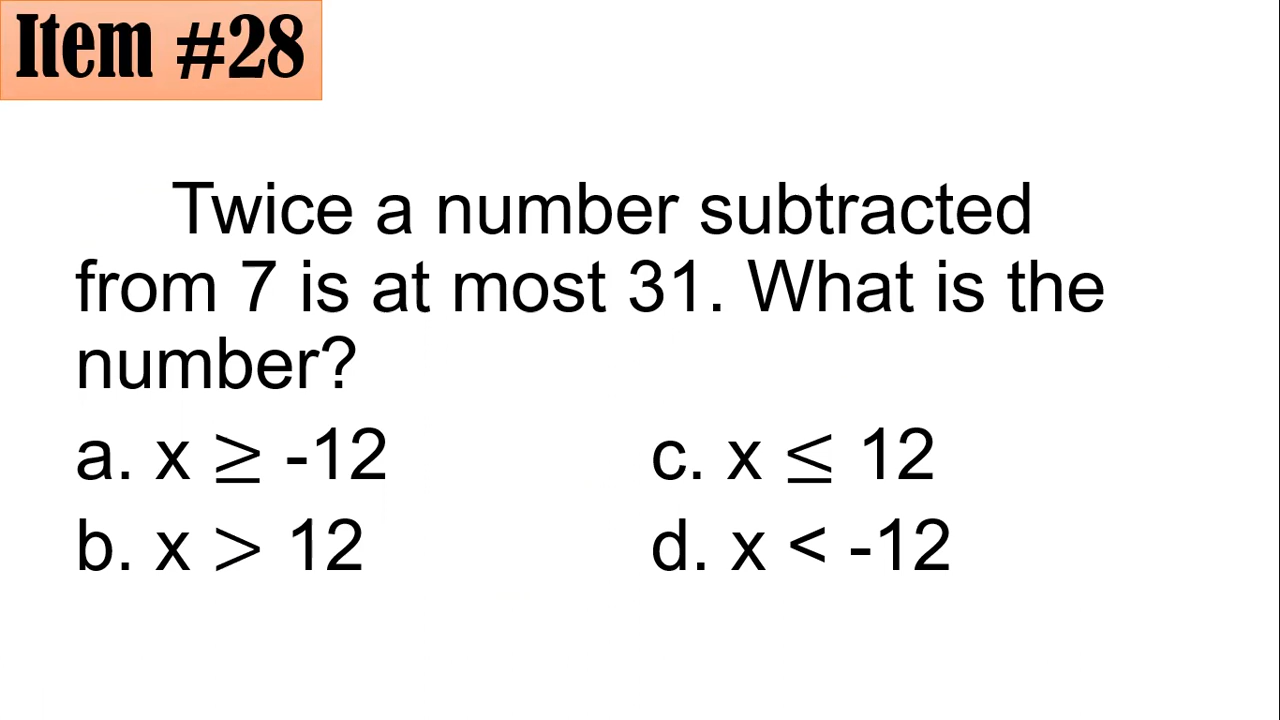 Item #28
Twice a number subtracted
from 7 is at most 31. What is the
number?
a. x ≥ -12 c. x ≤ 12
b. x > 12 d. x < -12